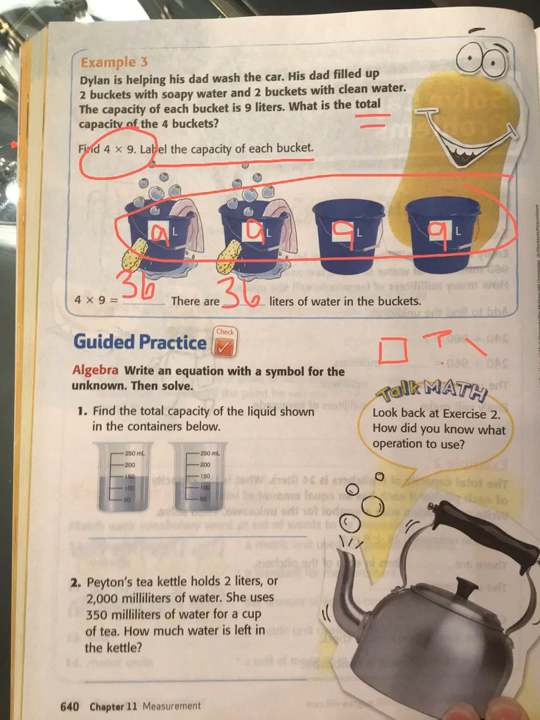 Example 3
Dylan is helping his dad wash the car. His dad filled up
2 buckets with soapy water and 2 buckets with clean water.
The capacity of each bucket is 9 liters. What is the total
capacity of the 4 buckets?
Find 4 × 9. Label the capacity of each bucket.
9 L 9 L 9 L 9 L
4 × 9 = 36 There are 36 liters of water in the buckets.
Guided Practice
Check
Algebra Write an equation with a symbol for the
unknown. Then solve.
1. Find the total capacity of the liquid shown
in the containers below.
250 mL 250 mL
200 200
150 150
100 100
50 50
Talk MATH
Look back at Exercise 2.
How did you know what
operation to use?
2. Peyton's tea kettle holds 2 liters, or
2,000 milliliters of water. She uses
350 milliliters of water for a cup
of tea. How much water is left in
the kettle?
640 Chapter 11 Measurement